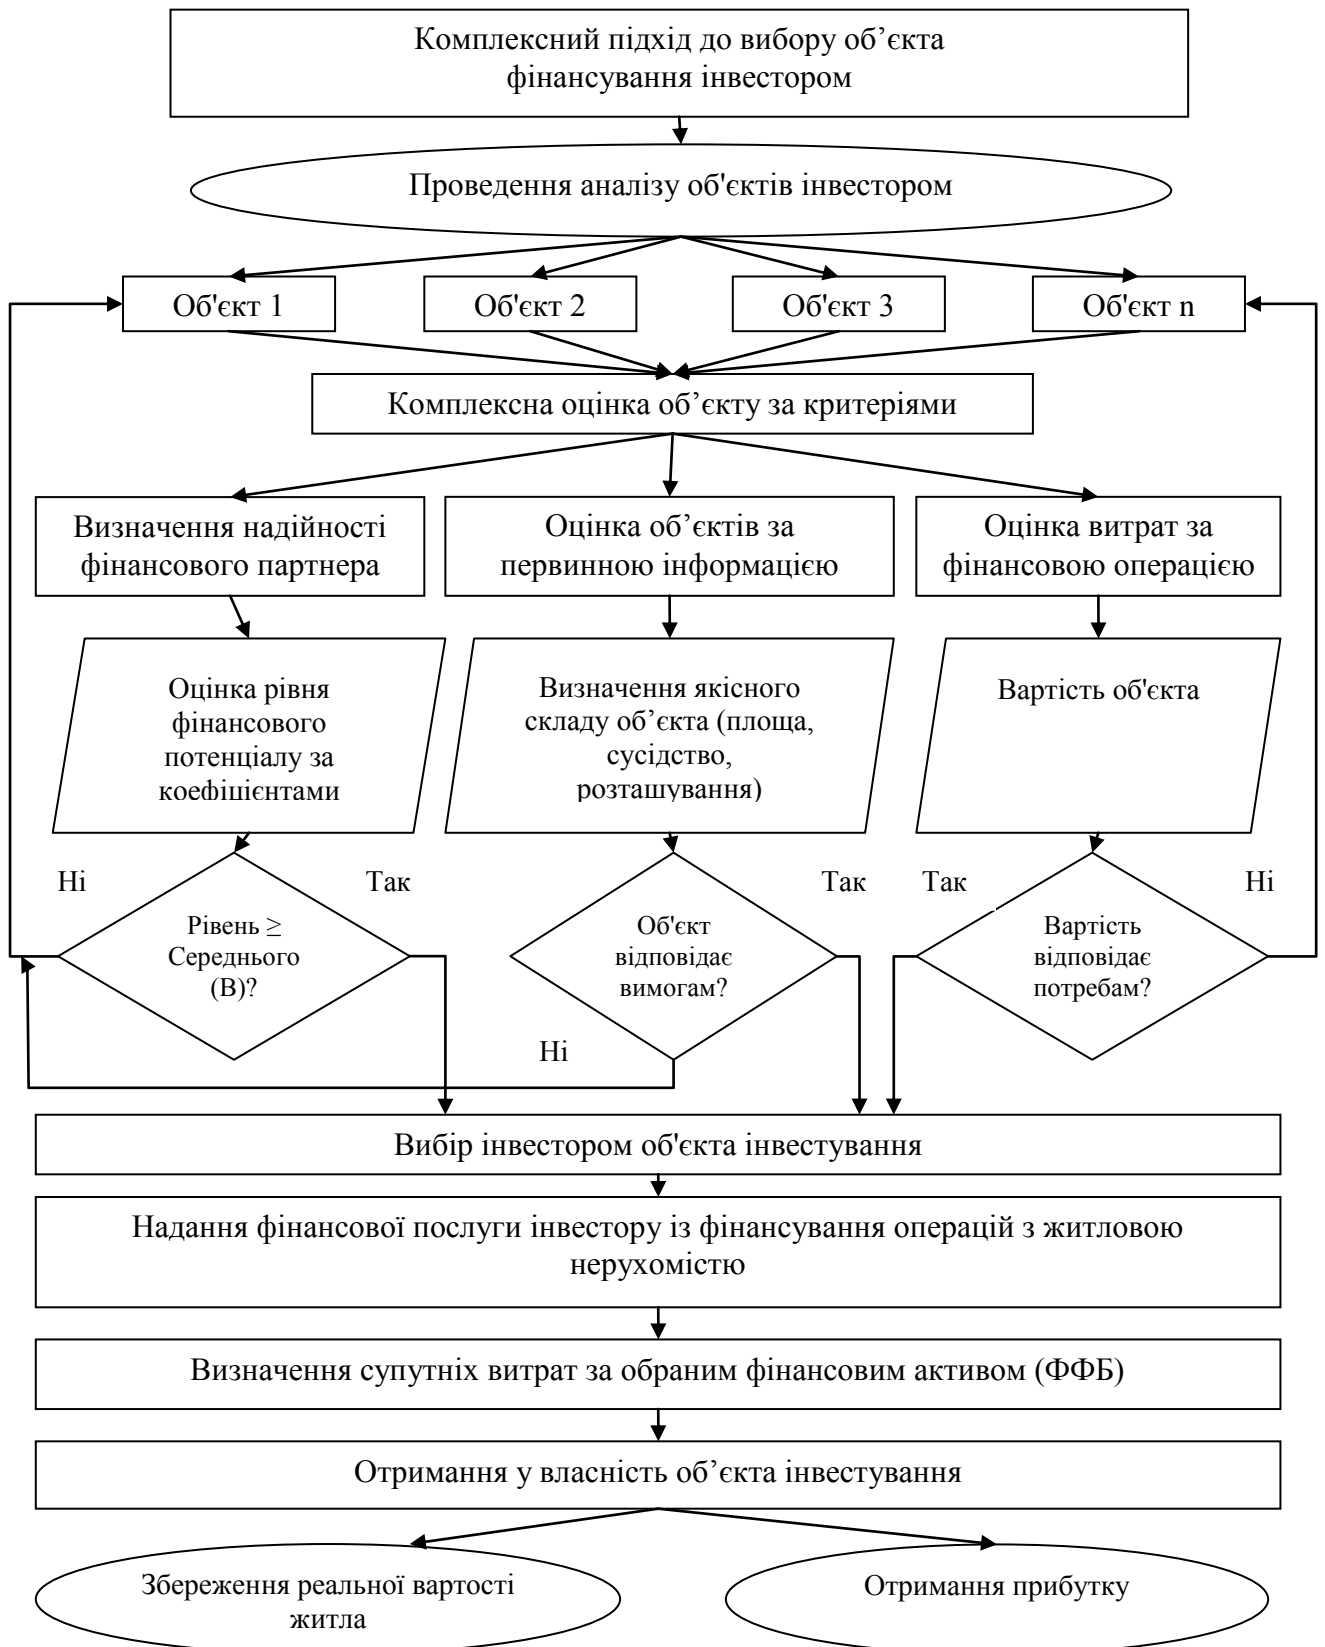 Комплексний підхід до вибору об’єкта
фінансування інвестором
Проведення аналізу об'єктів інвестором
Об'єкт 1
Об'єкт 2
Об'єкт 3
Об'єкт n
Комплексна оцінка об’єкту за критеріями
Визначення надійності
фінансового партнера
Оцінка об’єктів за
первинною інформацією
Оцінка витрат за
фінансовою операцією
Оцінка рівня
фінансового
потенціалу за
коефіцієнтами
Визначення якісного
складу об’єкта (площа,
сусідство,
розташування)
Вартість об'єкта
Ні
Так
Так
Так
Ні
Рівень ≥
Середнього
(В)?
Об'єкт
відповідає
вимогам?
Вартість
відповідає
потребам?
Ні
Вибір інвестором об'єкта інвестування
Надання фінансової послуги інвестору із фінансування операцій з житловою
нерухомістю
Визначення супутніх витрат за обраним фінансовим активом (ФФБ)
Отримання у власність об’єкта інвестування
Збереження реальної вартості
житла
Отримання прибутку